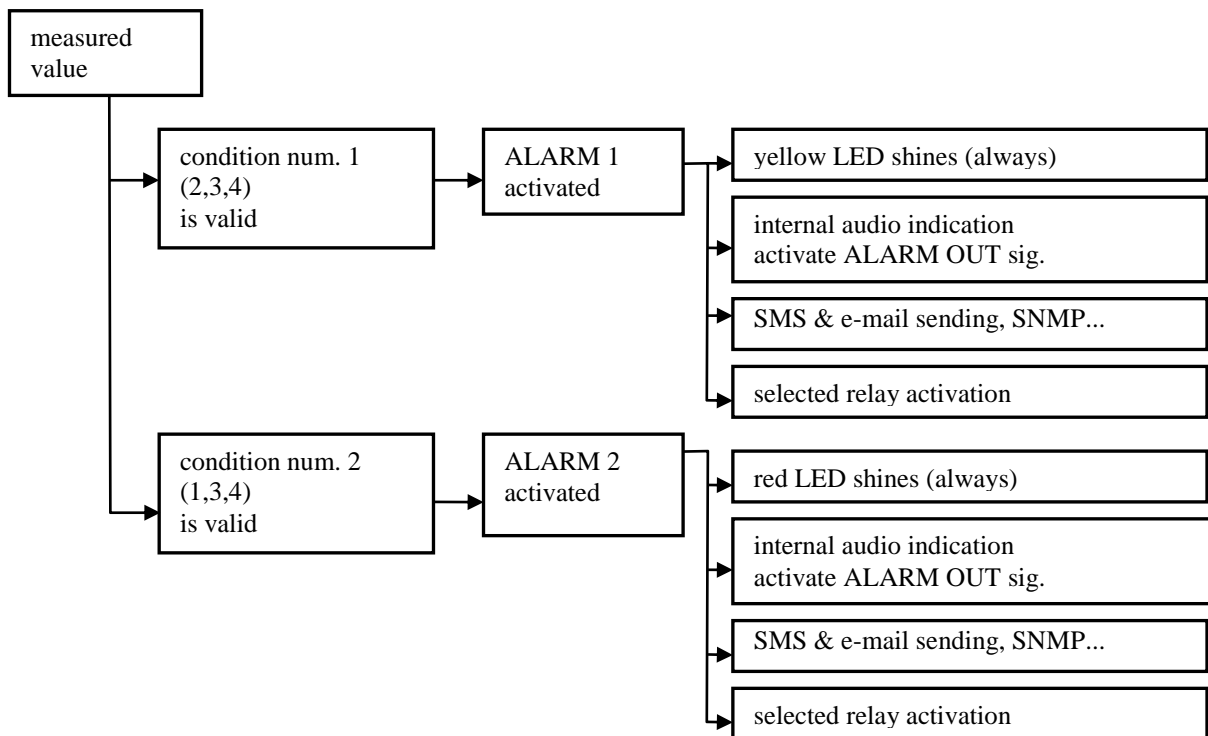 measured
value
condition num. 1
(2,3,4)
is valid
ALARM 1
activated
yellow LED shines (always)
internal audio indication
activate ALARM OUT sig.
SMS & e-mail sending, SNMP...
selected relay activation
condition num. 2
(1,3,4)
is valid
ALARM 2
activated
red LED shines (always)
internal audio indication
activate ALARM OUT sig.
SMS & e-mail sending, SNMP...
selected relay activation